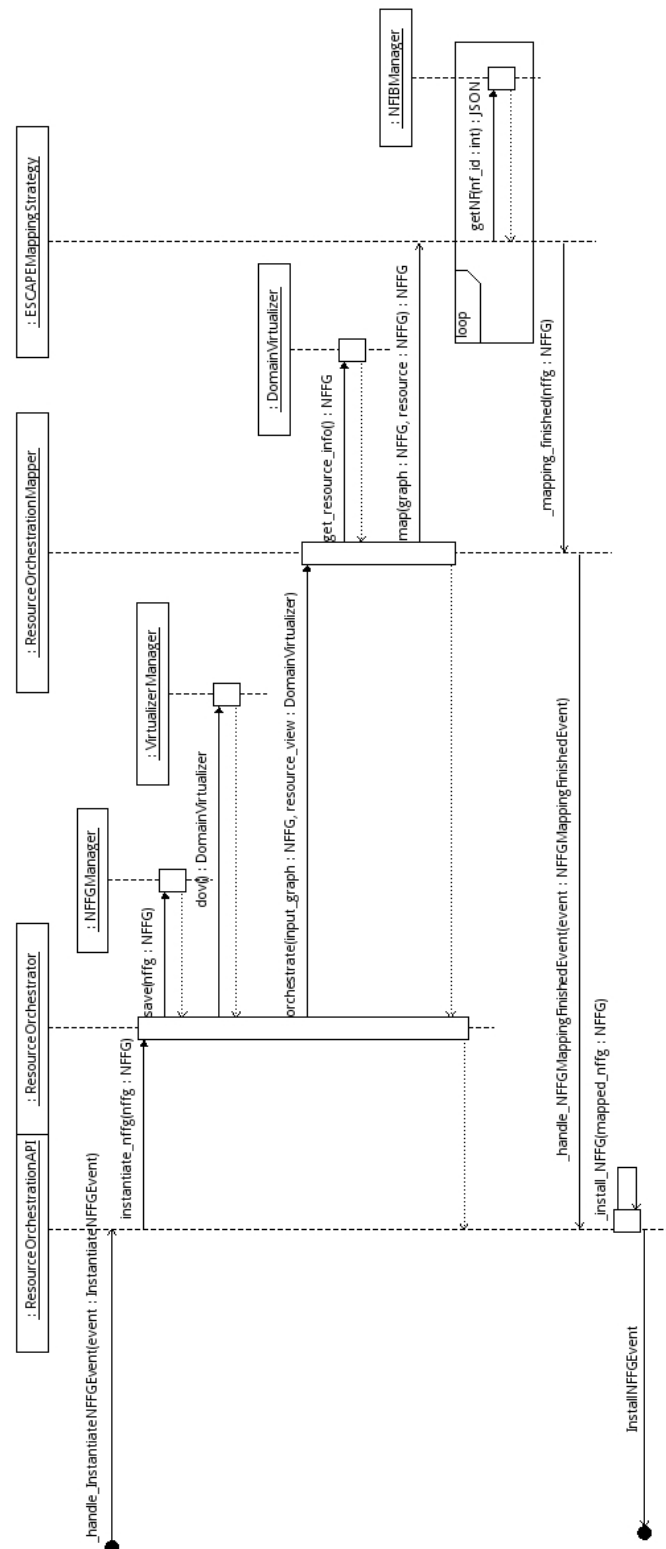 : ResourceOrchestrationAPI
: ResourceOrchestrator
: NFFGManager
: VirtualizerManager
: ResourceOrchestrationMapper
: DomainVirtualizer
: ESCAPEMappingStrategy
: NFIBManager
_handle_InstantiateNFFGEvent(event : InstantiateNFFGEvent)
instantiate_nffg(nffg : NFFG)
save(nffg : NFFG)
dov() : DomainVirtualizer
orchestrate(input_graph : NFFG, resource_view : DomainVirtualizer)
get_resource_info() : NFFG
map(graph : NFFG, resource : NFFG) : NFFG
loop
getNF(nf_id : int) : JSON
_mapping_finished(nffg : NFFG)
_handle_NFFGMappingFinishedEvent(event : NFFGMappingFinishedEvent)
_install_NFFG(mapped_nffg : NFFG)
InstallNFFGEvent